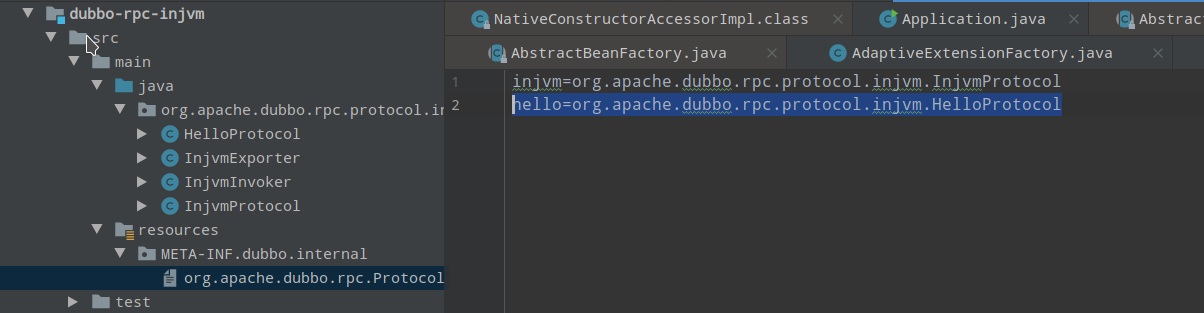 dubbo-rpc-injvm
src
main
java
org.apache.dubbo.rpc.protocol.in
HelloProtocol
InjvmExporter
InjvmInvoker
InjvmProtocol
resources
META-INF.dubbo.internal
org.apache.dubbo.rpc.Protocol
test
NativeConstructorAccessorImpl.class
Application.java
Abstrac
AbstractBeanFactory.java
AdaptiveExtensionFactory.java
1 injvm=org.apache.dubbo.rpc.protocol.injvm.InjvmProtocol
2 hello=org.apache.dubbo.rpc.protocol.injvm.HelloProtocol